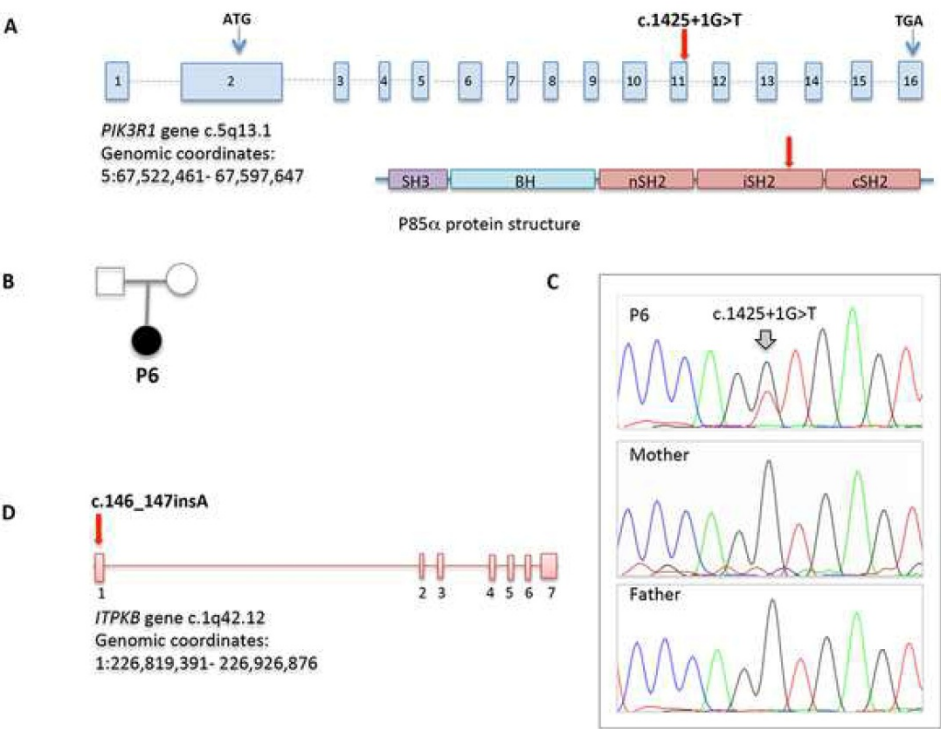 A
ATG
c.1425+1G>T
TGA
1 2 3 4 5 6 7 8 9 10 11 12 13 14 15 16
PIK3R1 gene c.5q13.1
Genomic coordinates:
5:67,522,461- 67,597,647
SH3 BH nSH2 iSH2 cSH2
P85α protein structure
B
P6
C
P6
c.1425+1G>T
Mother
Father
D
c.146_147insA
1 2 3 4 5 6 7
ITPKB gene c.1q42.12
Genomic coordinates:
1:226,819,391- 226,926,876